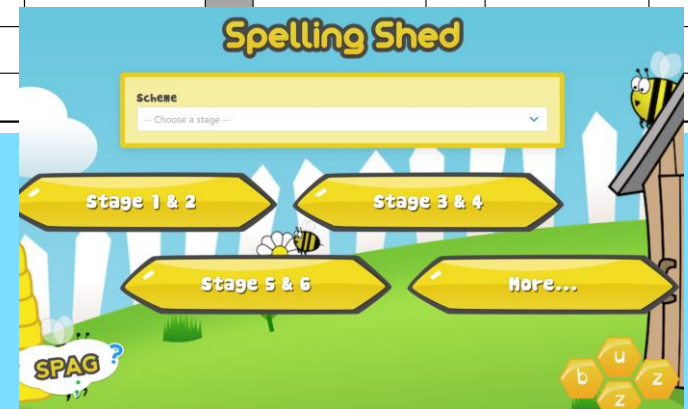 Spelling Shed
Scheme
-- Choose a stage --
Stage 1 & 2
Stage 3 & 4
Stage 5 & 6
More...
SPAG ?
;
u
b
z
z